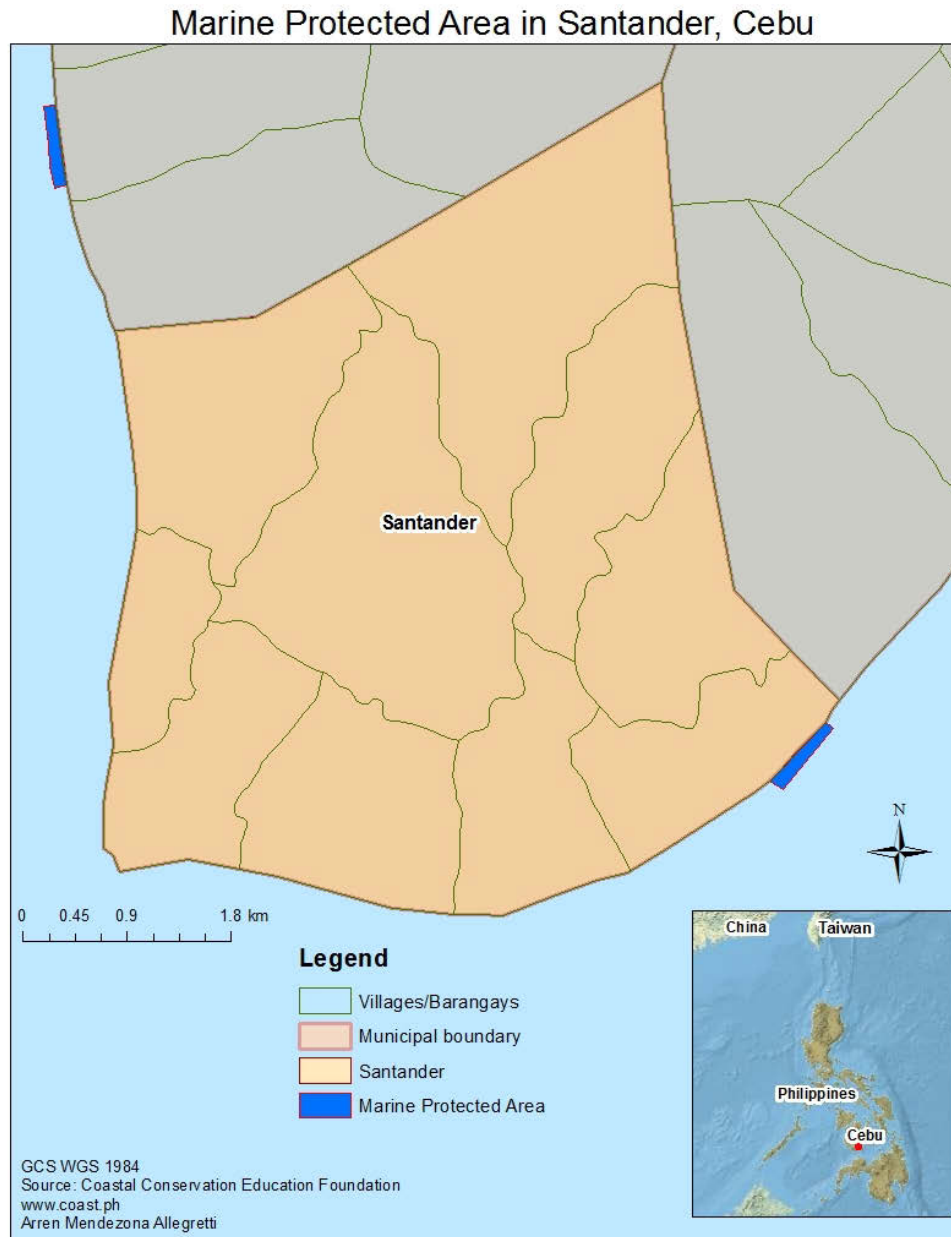 Marine Protected Area in Santander, Cebu
Santander
N
0 0.45 0.9 1.8 km
Legend
Villages/Barangays
Municipal boundary
Santander
Marine Protected Area
China
Taiwan
Philippines
Cebu
GCS WGS 1984
Source: Coastal Conservation Education Foundation
www.coast.ph
Arren Mendezona Allegretti